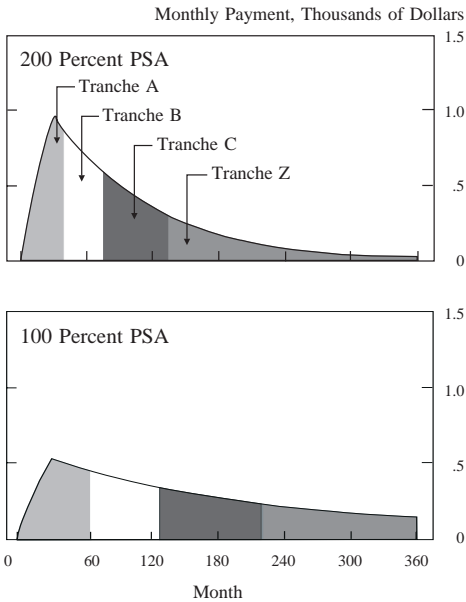 Monthly Payment, Thousands of Dollars
1.5
200 Percent PSA
Tranche A
1.0
Tranche B
Tranche C
Tranche Z
.5
0
1.5
100 Percent PSA
1.0
.5
0
0 60 120 180 240 300 360
Month